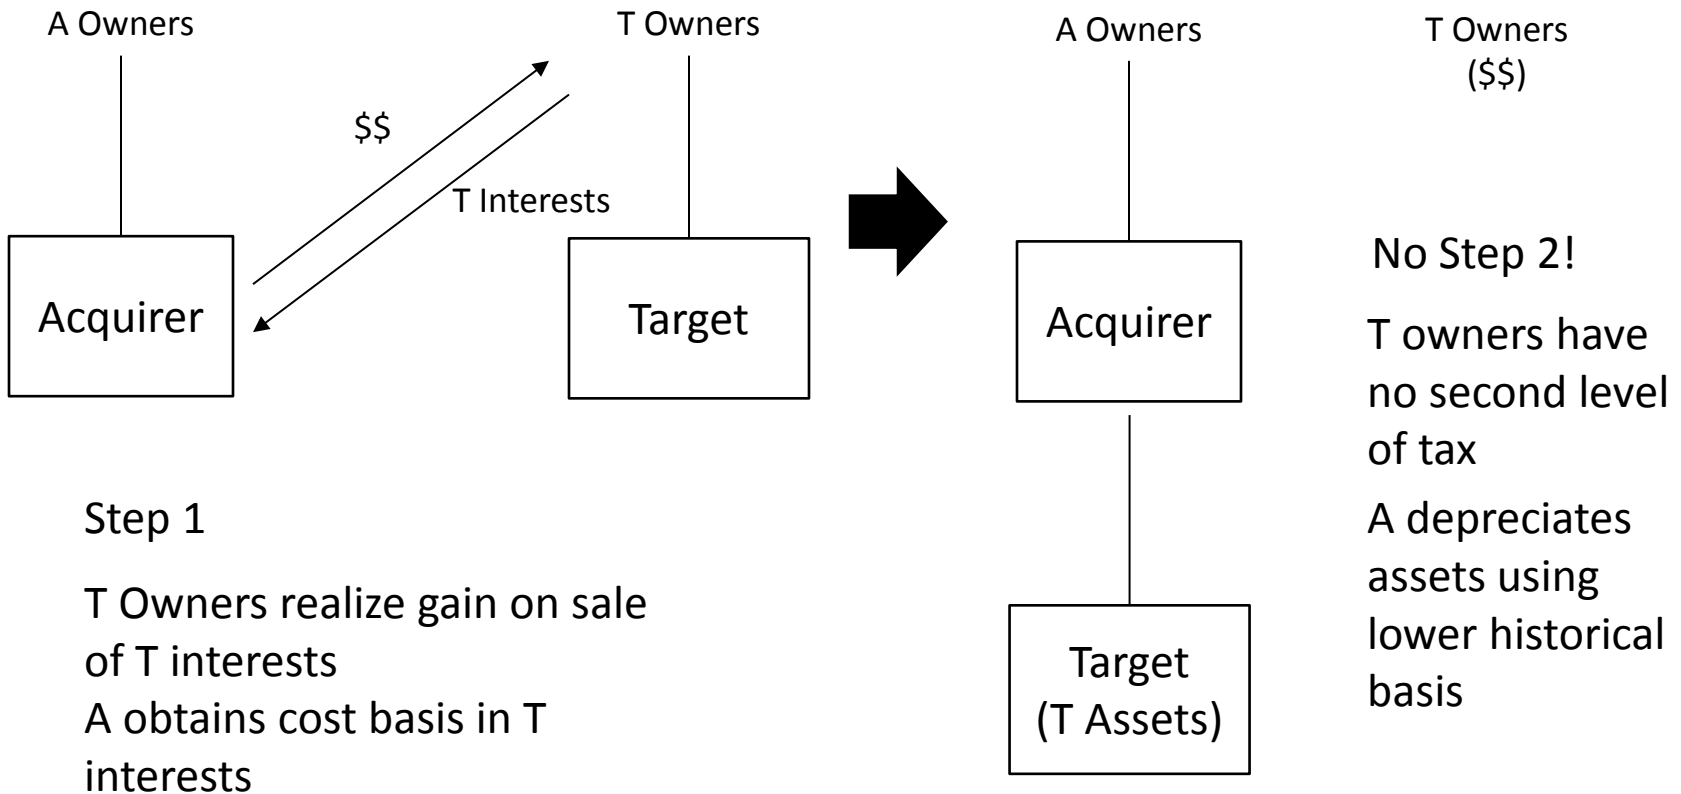 A Owners
T Owners
$$
T Interests
Acquirer
Target
Step 1
T Owners realize gain on sale
of T interests
A obtains cost basis in T
interests
A Owners
T Owners
($$)
Acquirer
Target
(T Assets)
No Step 2!
T owners have
no second level
of tax
A depreciates
assets using
lower historical
basis